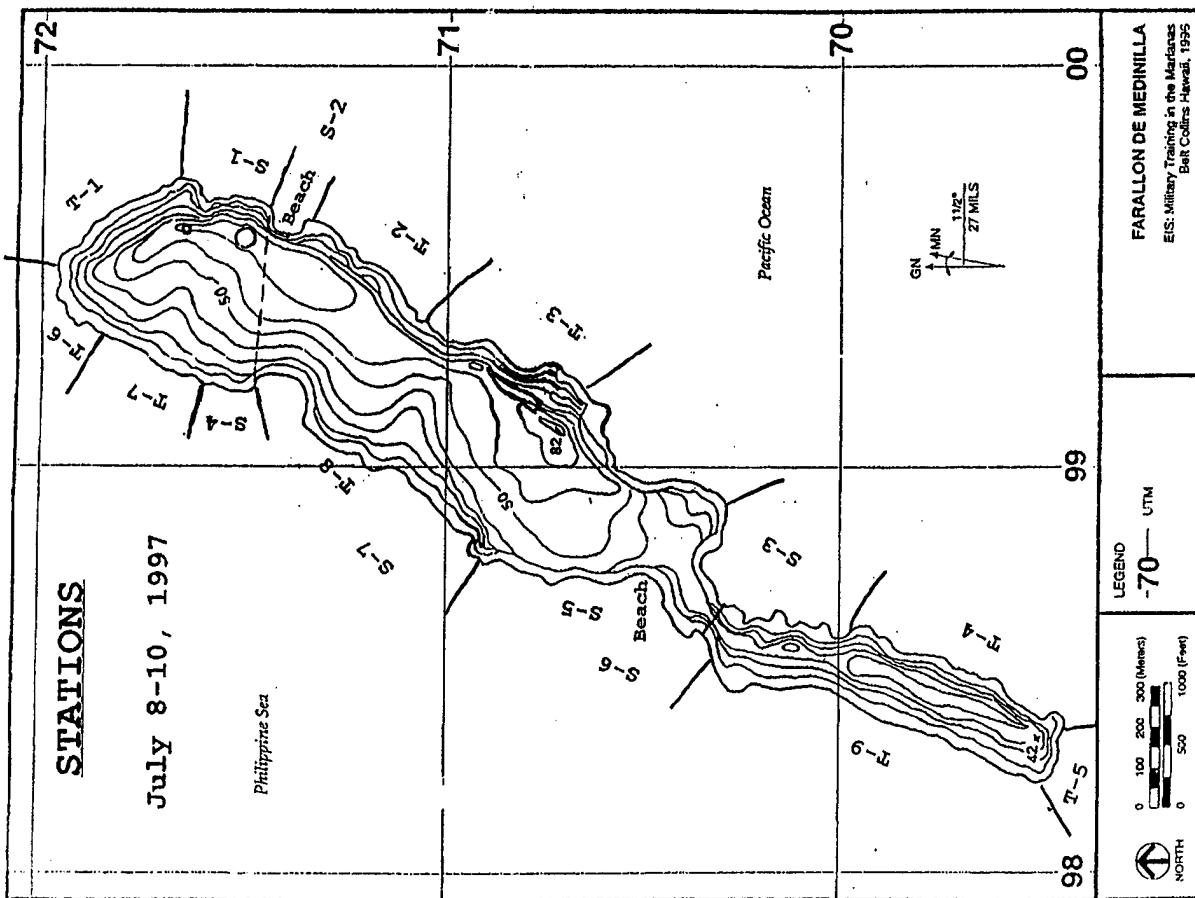 STATIONS
July 8-10, 1997
Philippine Sea
Pacific Ocean
72
71
70
98
99
00
T-1
S-1
S-2
Beach
T-2
T-3
S-3
T-4
T-5
T-6
T-7
S-4
T-8
S-7
S-5
Beach
S-6
T-9
50
50
82
42 x
GN
MN
1 1/2°
27 MILS
NORTH
0 100 200 300 (Meters)
0 500 1000 (Feet)
LEGEND
-70- UTM
FARALLON DE MEDINILLA
EIS: Military Training in the Marianas
Belt Collins Hawaii, 1995